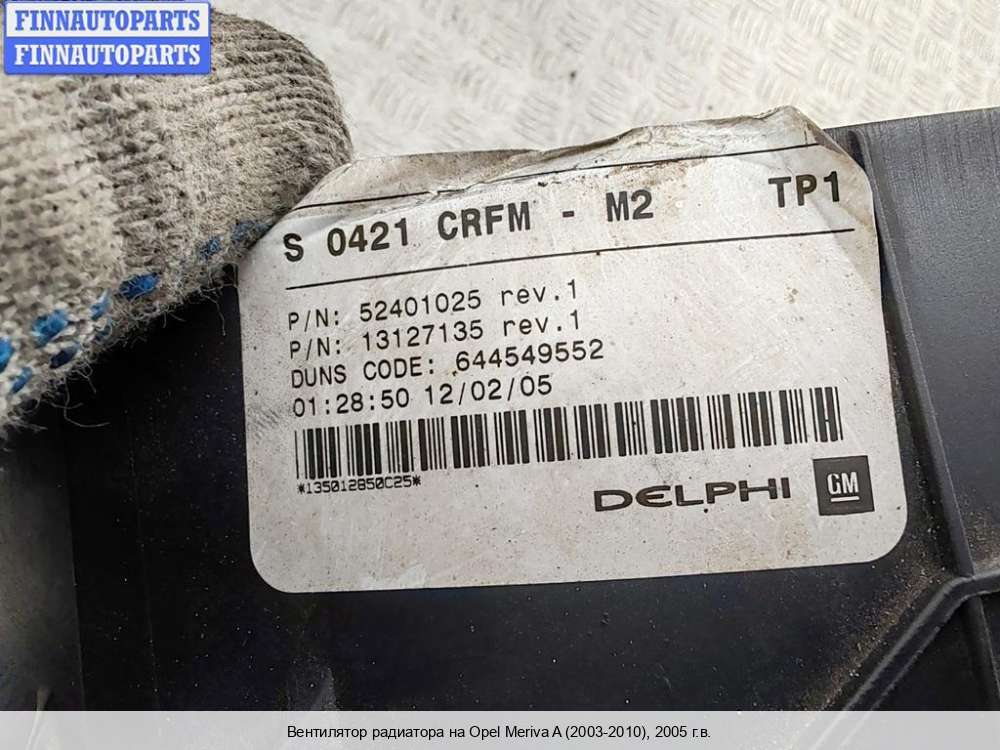 FINNAUTOPARTS
FINNAUTOPARTS
S 0421 CRFM - M2 TP1
P/N: 52401025 rev.1
P/N: 13127135 rev.1
DUNS CODE: 644549552
01:28:50 12/02/05
*135012850C25*
DELPHI GM
Вентилятор радиатора на Opel Meriva A (2003-2010), 2005 г.в.